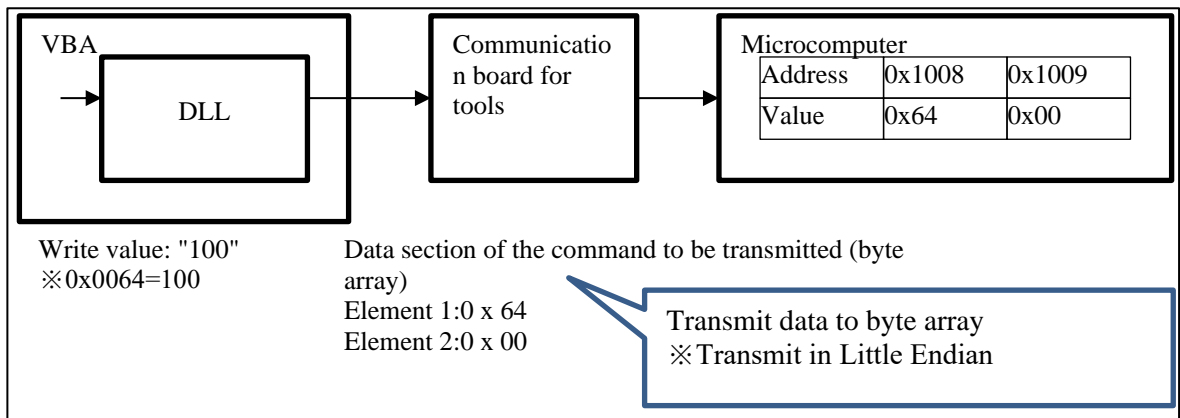 VBA
DLL
Communicatio
n board for
tools
Microcomputer
Address 0x1008 0x1009
Value 0x64 0x00
Write value: "100"
※0x0064=100
Data section of the command to be transmitted (byte
array)
Element 1:0 x 64
Element 2:0 x 00
Transmit data to byte array
※Transmit in Little Endian